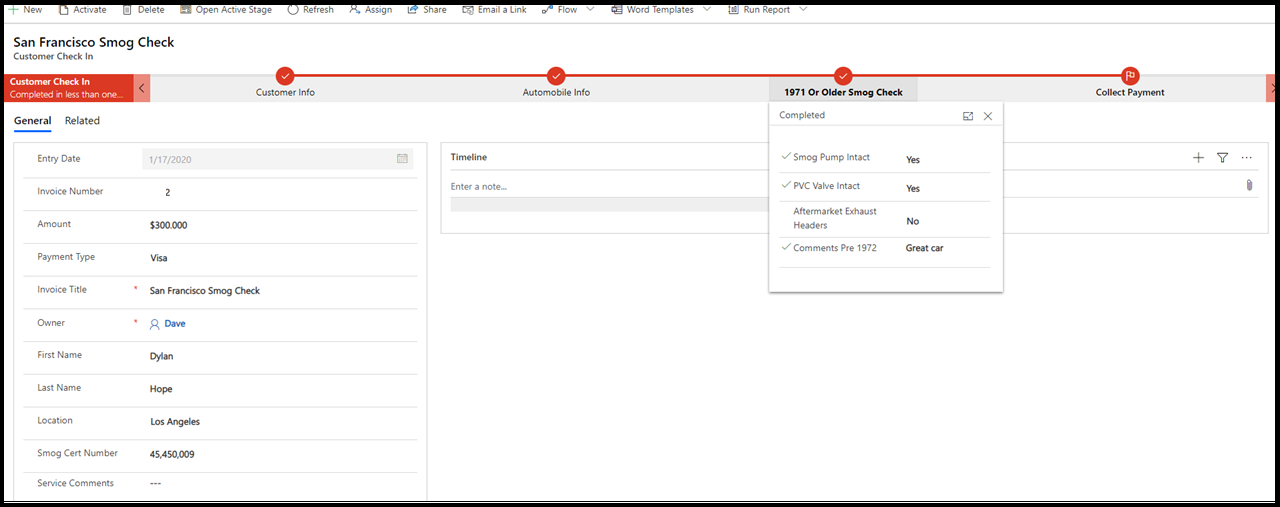 New Activate Delete Open Active Stage Refresh Assign Share Email a Link Flow Word Templates Run Report
San Francisco Smog Check
Customer Check In
Customer Check In
Completed in less than one...
Customer Info
Automobile Info
1971 Or Older Smog Check
Collect Payment
General Related
Entry Date 1/17/2020
Invoice Number 2
Amount $300.000
Payment Type Visa
Invoice Title * San Francisco Smog Check
Owner * Dave
First Name Dylan
Last Name Hope
Location Los Angeles
Smog Cert Number 45,450,009
Service Comments ---
Timeline
Enter a note...
Completed
Smog Pump Intact Yes
PVC Valve Intact Yes
Aftermarket Exhaust
Headers No
Comments Pre 1972 Great car